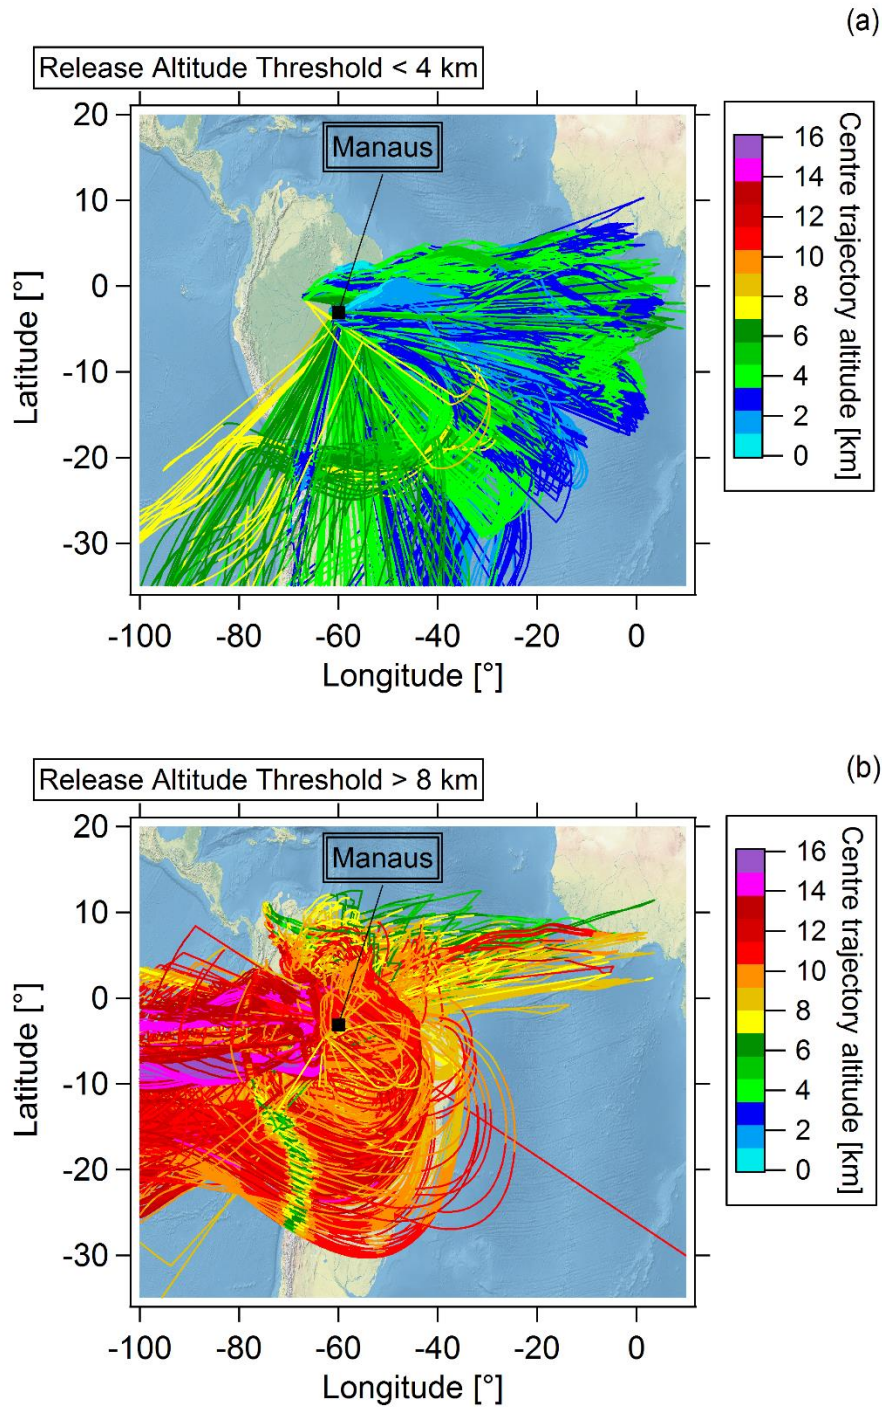 (a)
Release Altitude Threshold < 4 km
Manaus
20
10
0
-10
-20
-30
Latitude [°]
-100 -80 -60 -40 -20 0
Longitude [°]
16
14
12
10
8
6
4
2
0
Centre trajectory altitude [km]
(b)
Release Altitude Threshold > 8 km
Manaus
20
10
0
-10
-20
-30
Latitude [°]
-100 -80 -60 -40 -20 0
Longitude [°]
16
14
12
10
8
6
4
2
0
Centre trajectory altitude [km]